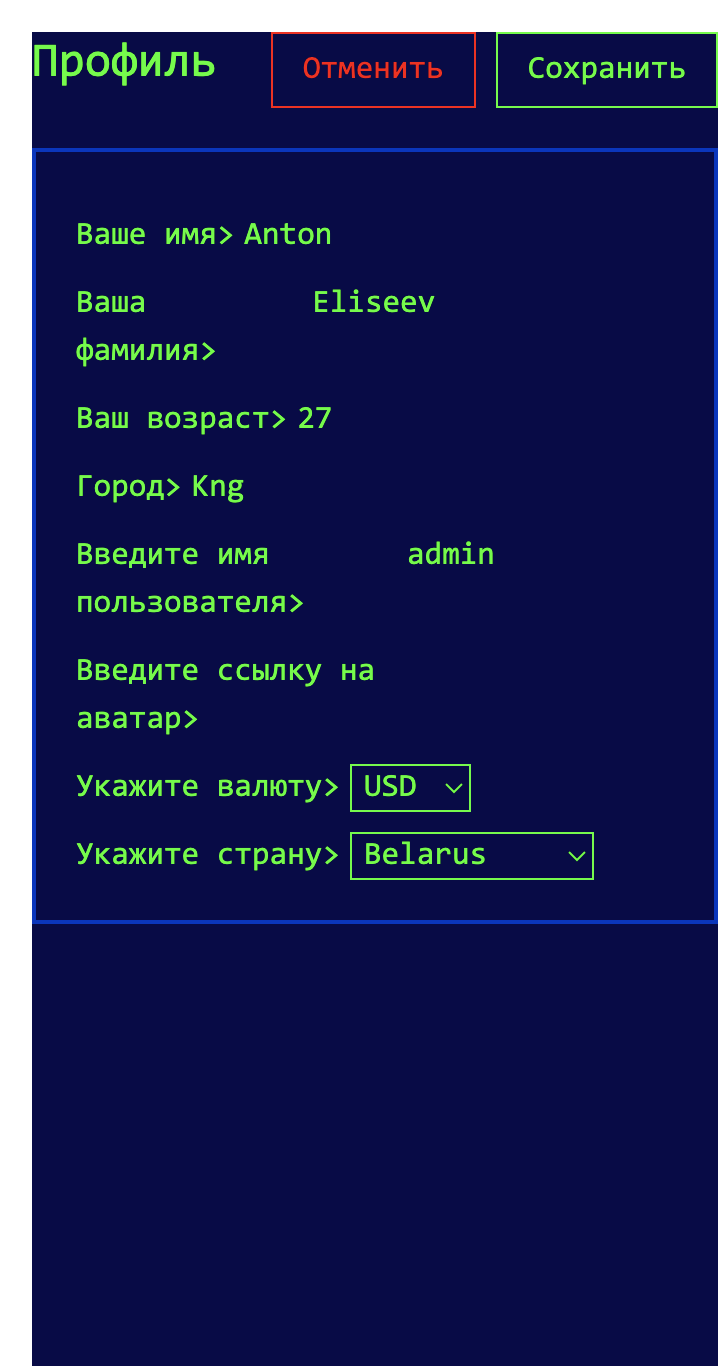 Профиль
Отменить
Сохранить
Ваше имя> Anton
Ваша Eliseev
фамилия>
Ваш возраст> 27
Город> Kng
Введите имя admin
пользователя>
Введите ссылку на
аватар>
Укажите валюту> USD
Укажите страну> Belarus